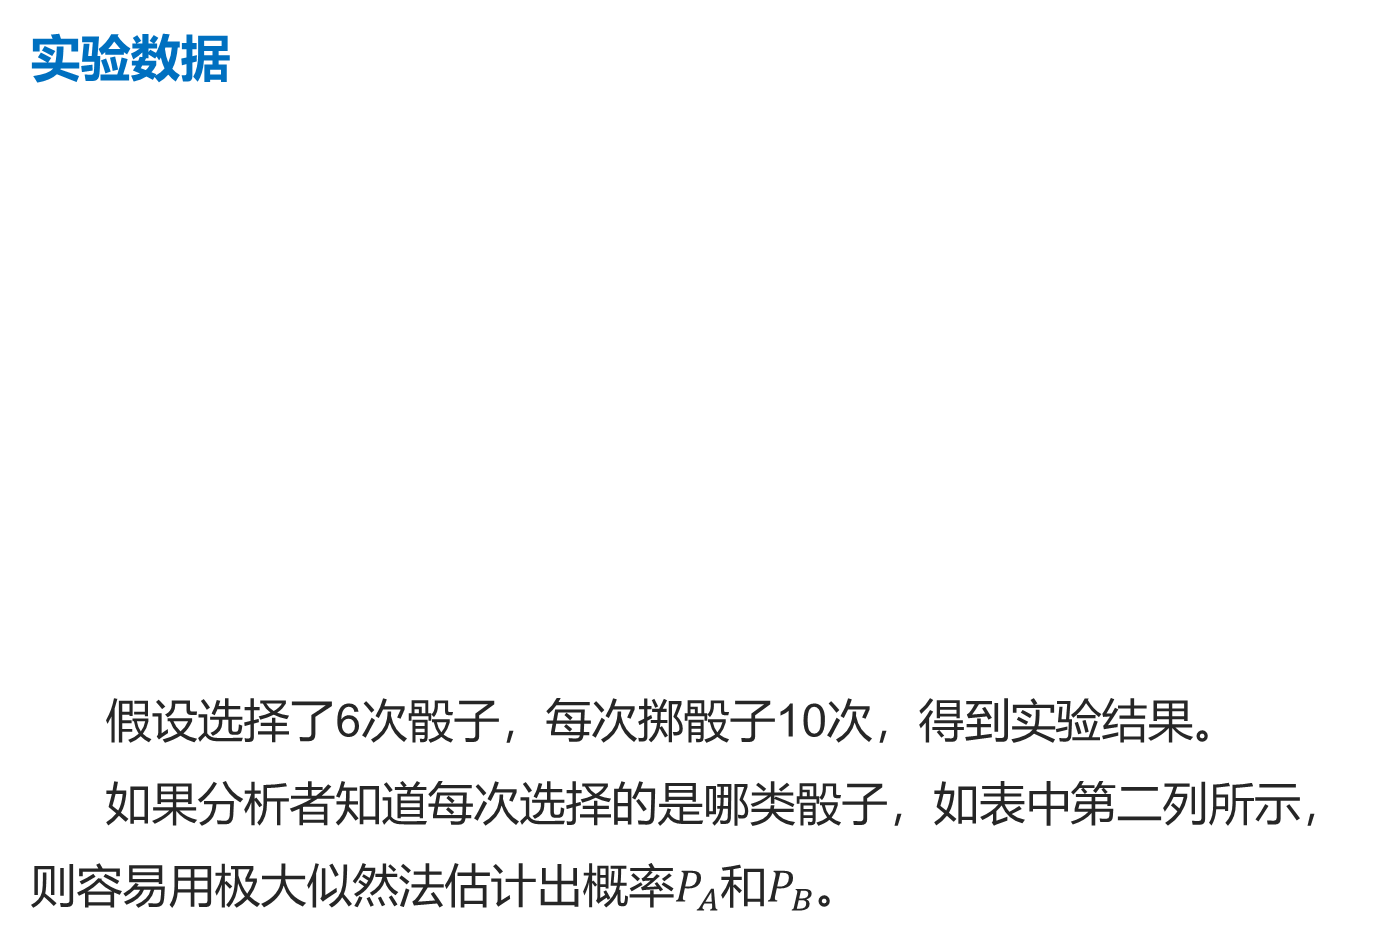 实验数据
假设选择了6次骰子，每次掷骰子10次，得到实验结果。
如果分析者知道每次选择的是哪类骰子，如表中第二列所示，
则容易用极大似然法估计出概率P_A和P_B。